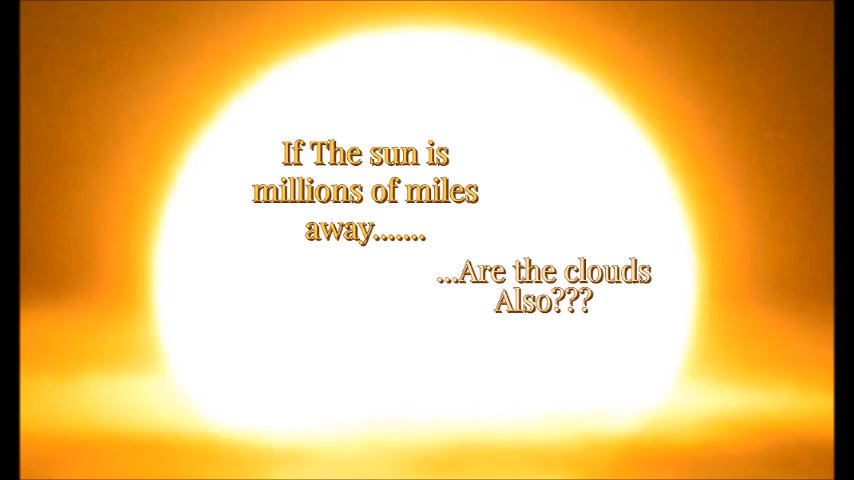 If The sun is
millions of miles
away.......
...Are the clouds
Also???